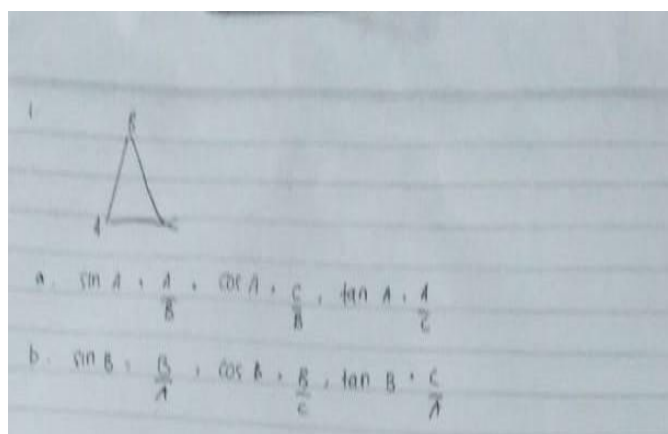 1
B
A C
a. sin A = A/B, cos A = C/B, tan A = A/C
b. sin B = B/A, cos A = B/C, tan B = C/A